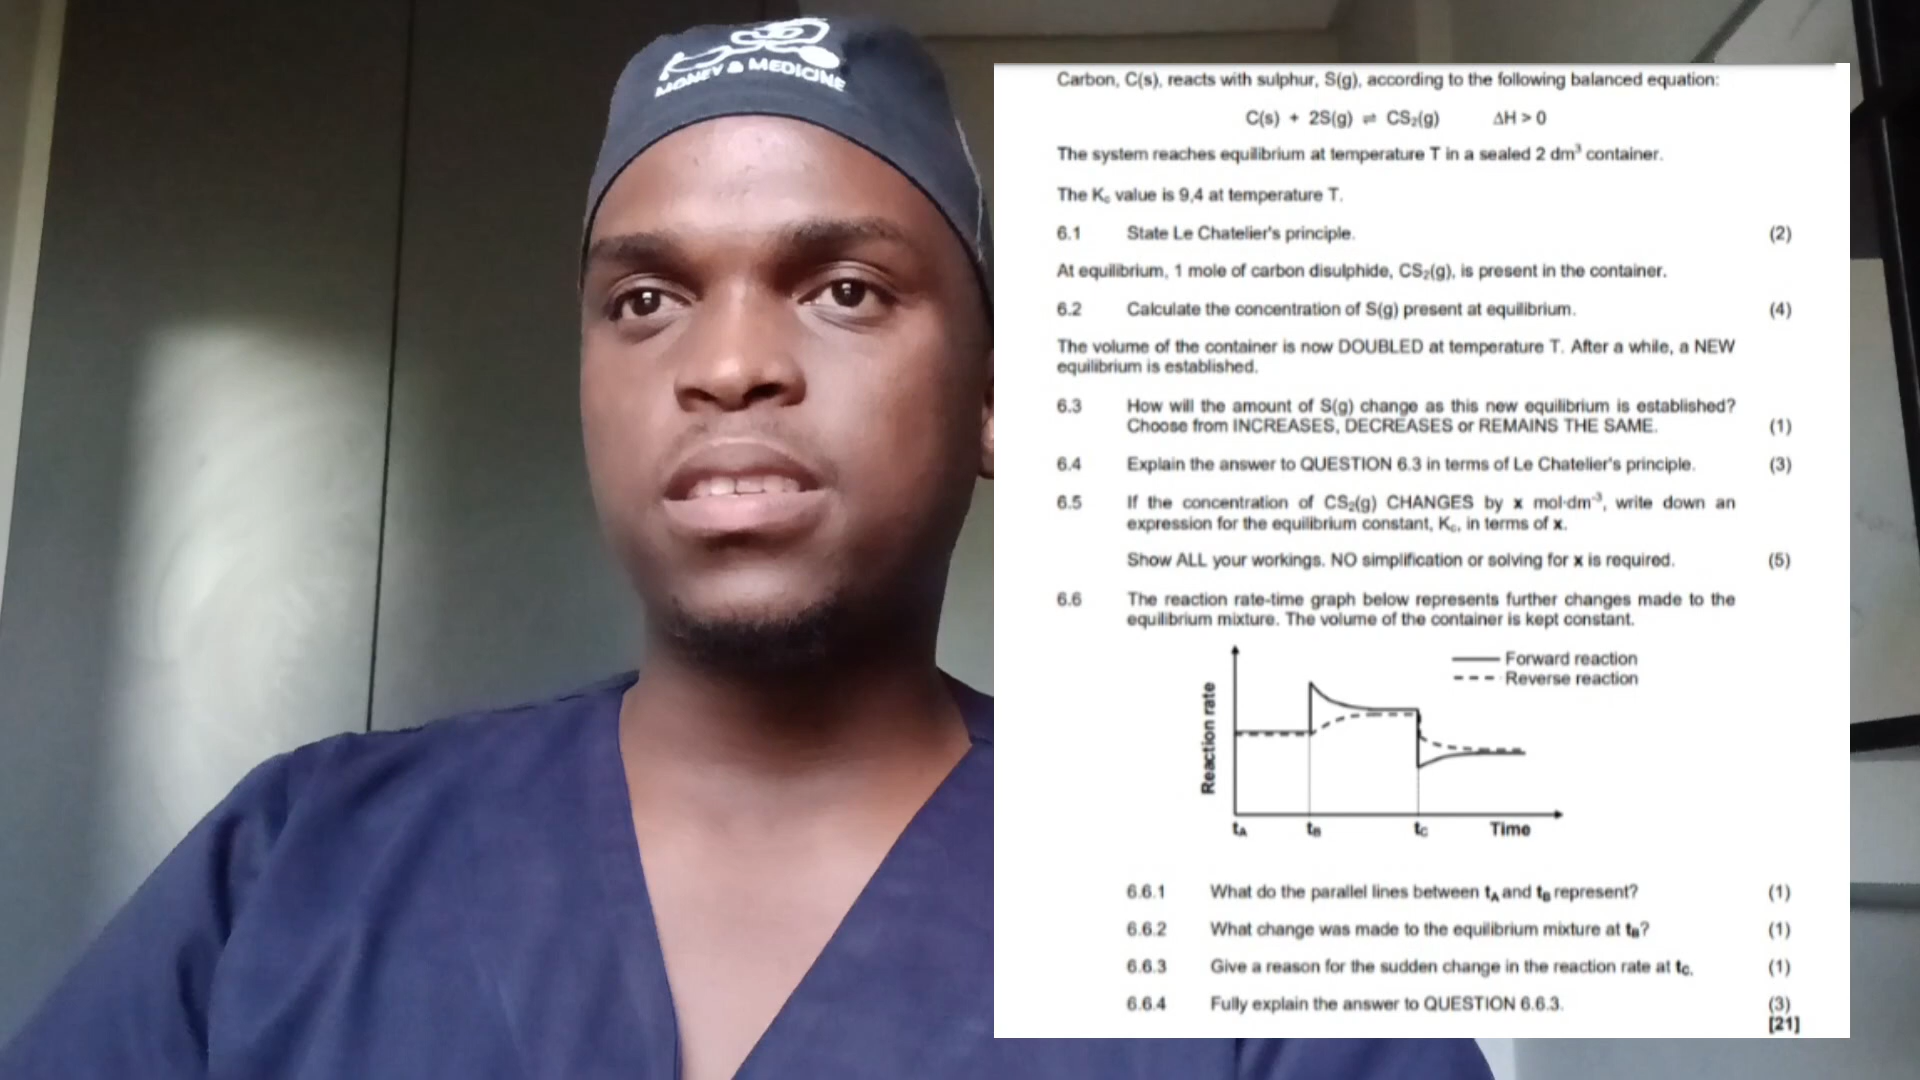 MONEY & MEDICINE
Carbon, C(s), reacts with sulphur, S(g), according to the following balanced equation:
C(s) + 2S(g) ⇌ CS₂(g) ΔH > 0
The system reaches equilibrium at temperature T in a sealed 2 dm³ container.
The Kc value is 9,4 at temperature T.
6.1 State Le Chatelier's principle. (2)
At equilibrium, 1 mole of carbon disulphide, CS₂(g), is present in the container.
6.2 Calculate the concentration of S(g) present at equilibrium. (4)
The volume of the container is now DOUBLED at temperature T. After a while, a NEW
equilibrium is established.
6.3 How will the amount of S(g) change as this new equilibrium is established?
Choose from INCREASES, DECREASES or REMAINS THE SAME. (1)
6.4 Explain the answer to QUESTION 6.3 in terms of Le Chatelier's principle. (3)
6.5 If the concentration of CS₂(g) CHANGES by x mol·dm⁻³, write down an
expression for the equilibrium constant, Kc, in terms of x.
Show ALL your workings. NO simplification or solving for x is required. (5)
6.6 The reaction rate-time graph below represents further changes made to the
equilibrium mixture. The volume of the container is kept constant.
Forward reaction
Reverse reaction
Reaction rate
tA tB tC Time
6.6.1 What do the parallel lines between tA and tB represent? (1)
6.6.2 What change was made to the equilibrium mixture at tB? (1)
6.6.3 Give a reason for the sudden change in the reaction rate at tC. (1)
6.6.4 Fully explain the answer to QUESTION 6.6.3. (3)
[21]